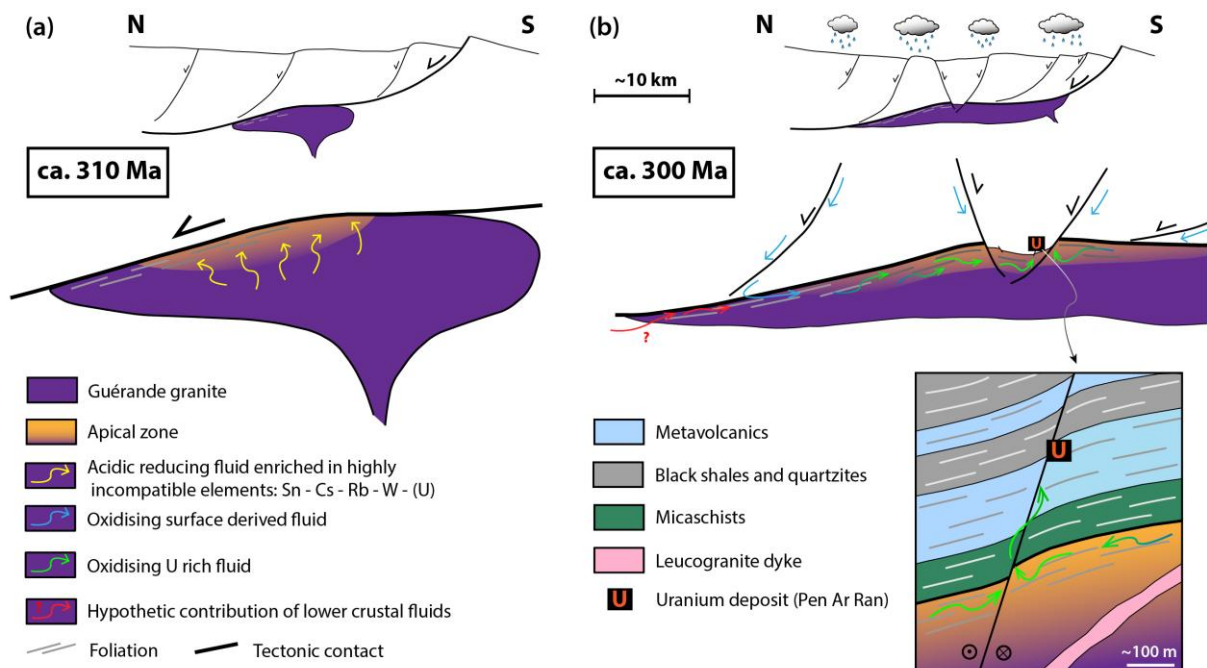 (a)
N
S
ca. 310 Ma
Guérande granite
Apical zone
Acidic reducing fluid enriched in highly
incompatible elements: Sn - Cs - Rb - W - (U)
Oxidising surface derived fluid
Oxidising U rich fluid
?
Hypothetic contribution of lower crustal fluids
Foliation
Tectonic contact
(b)
N
S
~10 km
ca. 300 Ma
U
?
Metavolcanics
Black shales and quartzites
Micaschists
Leucogranite dyke
U
Uranium deposit (Pen Ar Ran)
U
~100 m